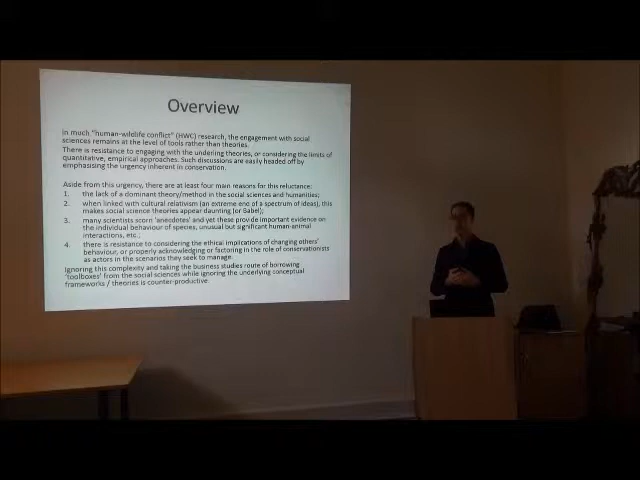 Overview
In much "human-wildlife conflict" (HWC) research, the engagement with social
sciences remains at the level of tools rather than theories.
There is resistance to engaging with the underlying theories, or considering the limits of
quantitative, empirical approaches. Such discussions are easily headed off by
emphasising the urgency inherent in conservation.
Aside from this urgency, there are at least four main reasons for this reluctance:
1. the lack of a dominant theory/method in the social sciences and humanities;
2. when linked with cultural relativism (an extreme end of a spectrum of ideas), this
makes social science theories appear daunting (or Babel);
3. many scientists scorn 'anecdotes' and yet these provide important evidence on
the individual behaviour of species; unusual but significant human-animal
interactions, etc.;
4. there is resistance to considering the ethical implications of changing others'
behaviour, or properly acknowledging or factoring in the role of conservationists
as actors in the scenarios they seek to manage.
Ignoring this complexity and taking the business studies route of borrowing
'toolboxes' from the social sciences while ignoring the underlying conceptual
frameworks / theories is counter-productive.